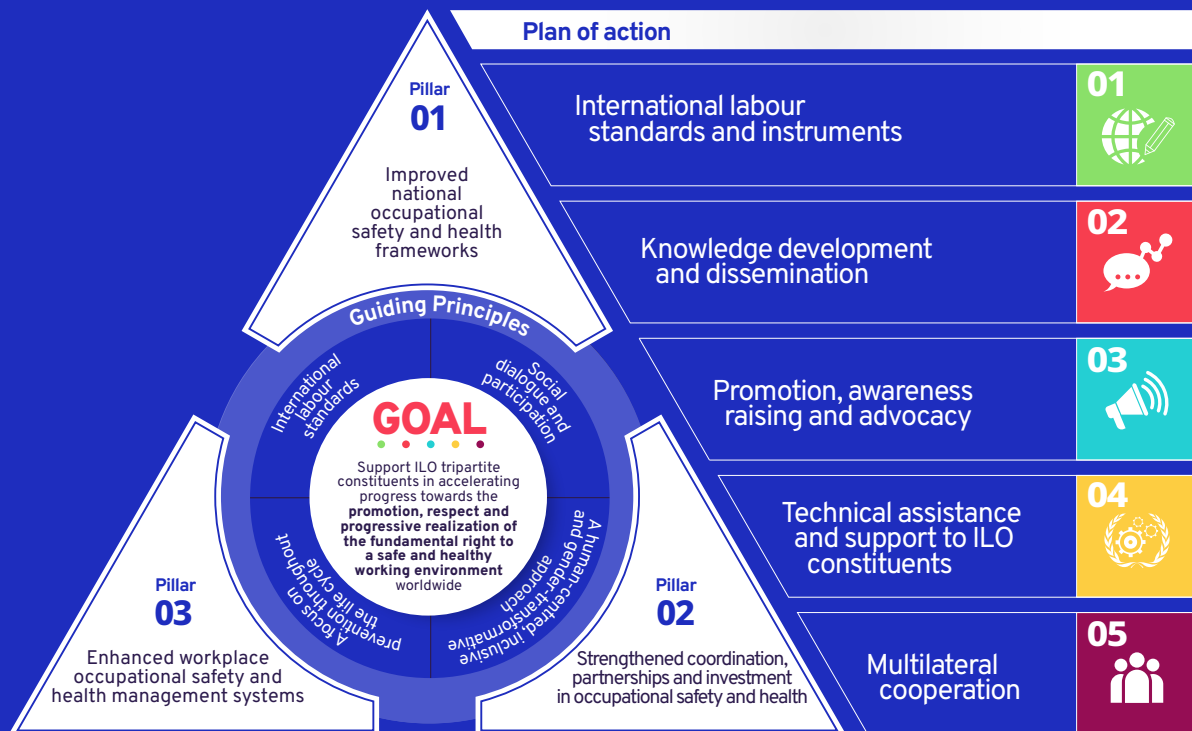 Plan of action
Pillar
01
Improved
national
occupational
safety and health
frameworks
Guiding Principles
International
labour
standards
Social
dialogue and
participation
A human-centred, inclusive
and gender-transformative
approach
A focus on
prevention throughout
the life cycle
GOAL
Support ILO tripartite
constituents in accelerating
progress towards the
promotion, respect and
progressive realization of
the fundamental right to
a safe and healthy
working environment
worldwide
Pillar
02
Strengthened coordination,
partnerships and investment
in occupational safety and health
Pillar
03
Enhanced workplace
occupational safety and
health management systems
International labour
standards and instruments
01
Knowledge development
and dissemination
02
Promotion, awareness
raising and advocacy
03
Technical assistance
and support to ILO
constituents
04
Multilateral
cooperation
05